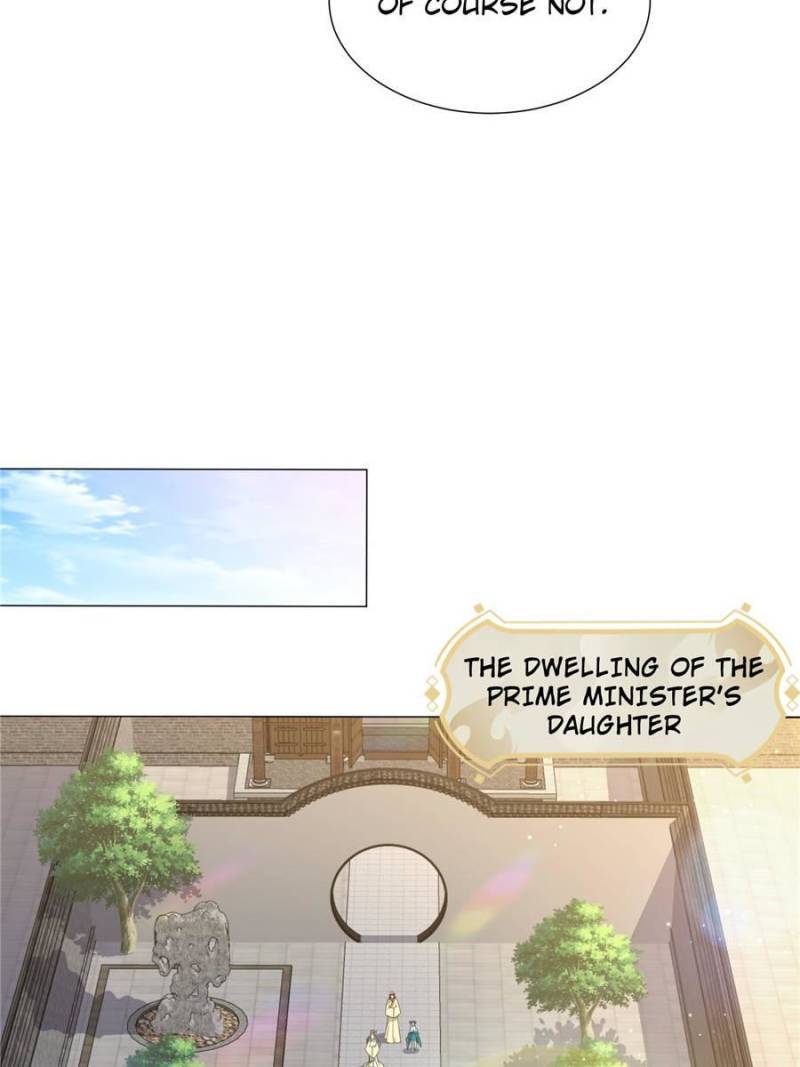 OF COURSE NOT.
THE DWELLING OF THE
PRIME MINISTER'S
DAUGHTER